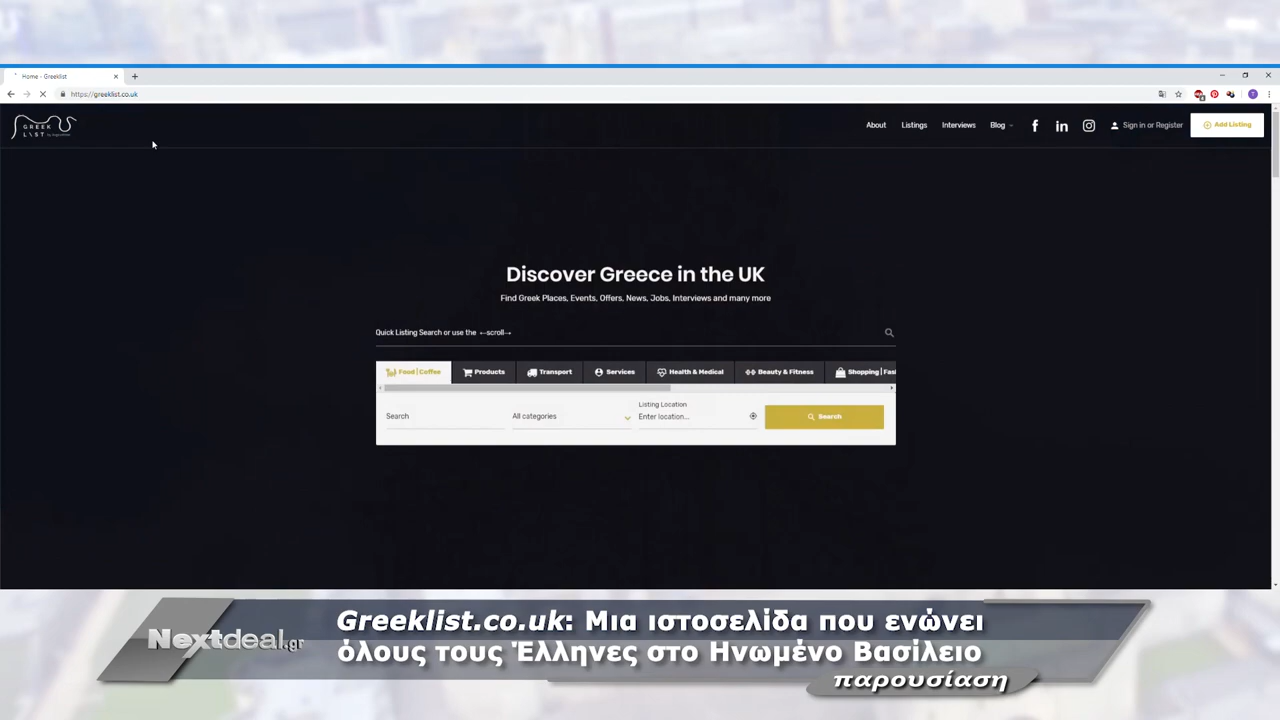 Home - Greeklist
https://greeklist.co.uk
GREEK
LIST
About
Listings
Interviews
Blog
Sign in or Register
Add Listing
Discover Greece in the UK
Find Greek Places, Events, Offers, News, Jobs, Interviews and many more
Quick Listing Search or use the ←scroll→
Food|Coffee
Products
Transport
Services
Health & Medical
Beauty & Fitness
Shopping | Fas
Listing Location
Search
All categories
Enter location...
Search
Nextdeal.gr
Greeklist.co.uk: Μια ιστοσελίδα που ενώνει
όλους τους Έλληνες στο Ηνωμένο Βασίλειο
παρουσίαση